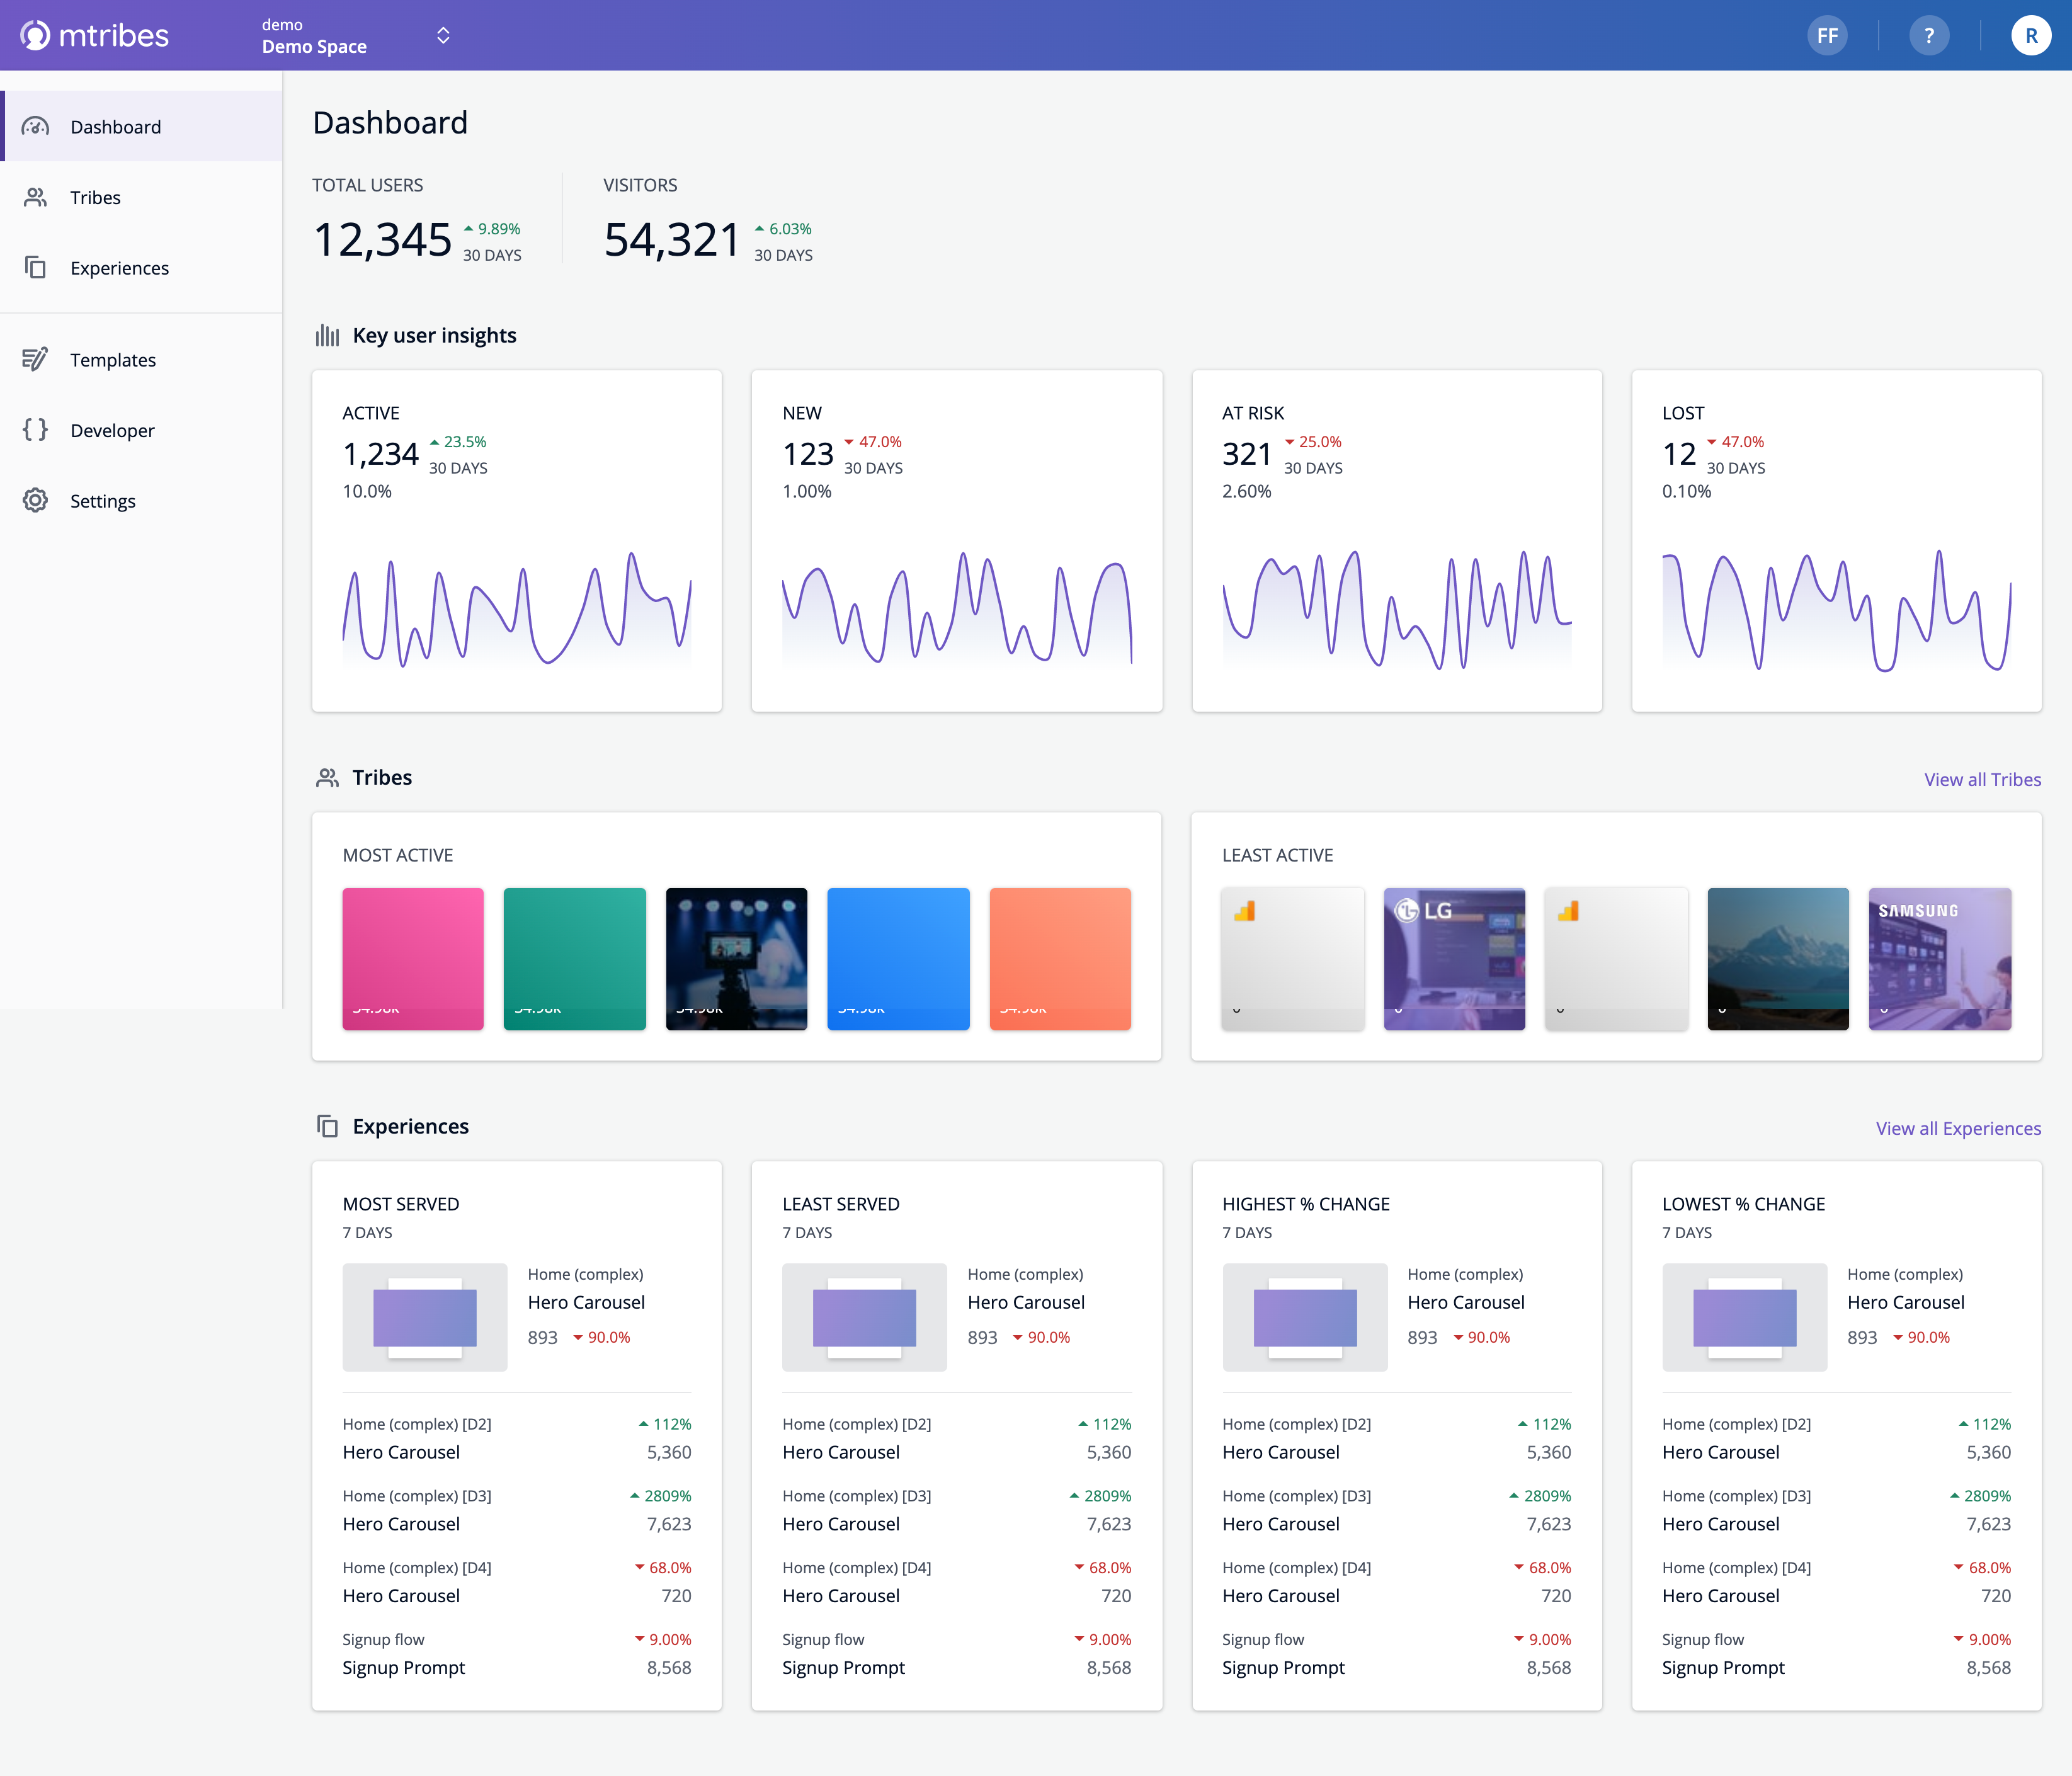 mtribes
demo
Demo Space
FF
?
R
Dashboard
Tribes
Experiences
Templates
Developer
Settings
Dashboard
TOTAL USERS
12,345
9.89%
30 DAYS
VISITORS
54,321
6.03%
30 DAYS
Key user insights
ACTIVE
1,234
23.5%
30 DAYS
10.0%
NEW
123
47.0%
30 DAYS
1.00%
AT RISK
321
25.0%
30 DAYS
2.60%
LOST
12
47.0%
30 DAYS
0.10%
Tribes
View all Tribes
MOST ACTIVE
LEAST ACTIVE
LG
SAMSUNG
Experiences
View all Experiences
MOST SERVED
7 DAYS
Home (complex)
Hero Carousel
893 90.0%
Home (complex) [D2] 112%
Hero Carousel 5,360
Home (complex) [D3] 2809%
Hero Carousel 7,623
Home (complex) [D4] 68.0%
Hero Carousel 720
Signup flow 9.00%
Signup Prompt 8,568
LEAST SERVED
7 DAYS
Home (complex)
Hero Carousel
893 90.0%
Home (complex) [D2] 112%
Hero Carousel 5,360
Home (complex) [D3] 2809%
Hero Carousel 7,623
Home (complex) [D4] 68.0%
Hero Carousel 720
Signup flow 9.00%
Signup Prompt 8,568
HIGHEST % CHANGE
7 DAYS
Home (complex)
Hero Carousel
893 90.0%
Home (complex) [D2] 112%
Hero Carousel 5,360
Home (complex) [D3] 2809%
Hero Carousel 7,623
Home (complex) [D4] 68.0%
Hero Carousel 720
Signup flow 9.00%
Signup Prompt 8,568
LOWEST % CHANGE
7 DAYS
Home (complex)
Hero Carousel
893 90.0%
Home (complex) [D2] 112%
Hero Carousel 5,360
Home (complex) [D3] 2809%
Hero Carousel 7,623
Home (complex) [D4] 68.0%
Hero Carousel 720
Signup flow 9.00%
Signup Prompt 8,568